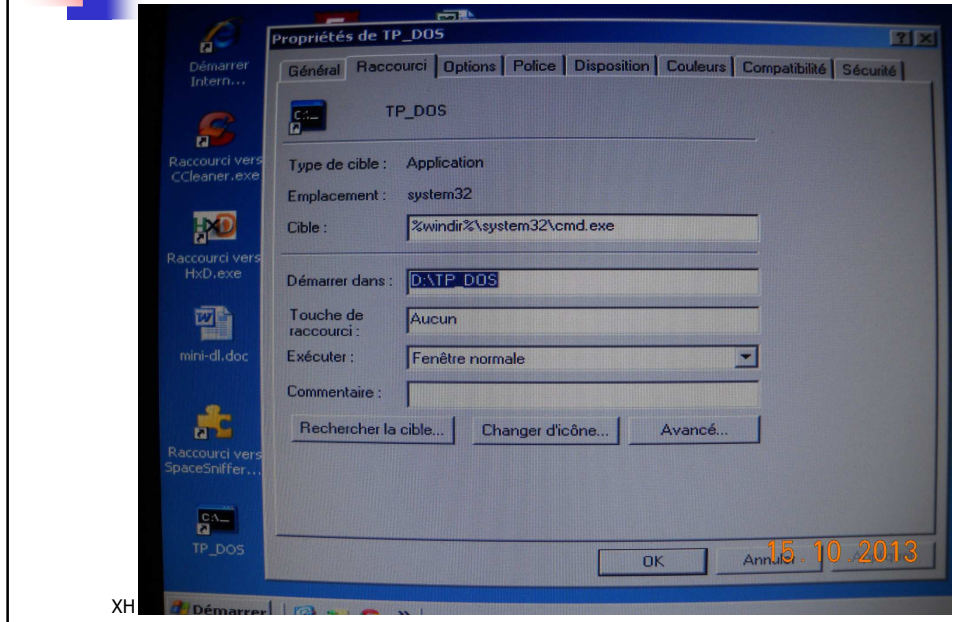 Démarrer
Intern...
Raccourci vers
CCleaner.exe
Raccourci vers
HxD.exe
mini-dl.doc
Raccourci vers
SpaceSniffer...
TP_DOS
Propriétés de TP_DOS
Général Raccourci Options Police Disposition Couleurs Compatibilité Sécurité
TP_DOS
Type de cible : Application
Emplacement : system32
Cible : %windir%\system32\cmd.exe
Démarrer dans : D:\TP_DOS
Touche de
raccourci : Aucun
Exécuter : Fenêtre normale
Commentaire :
Rechercher la cible... Changer d'icône... Avancé...
OK Annuler
15. 10. 2013
XH
Démarrer